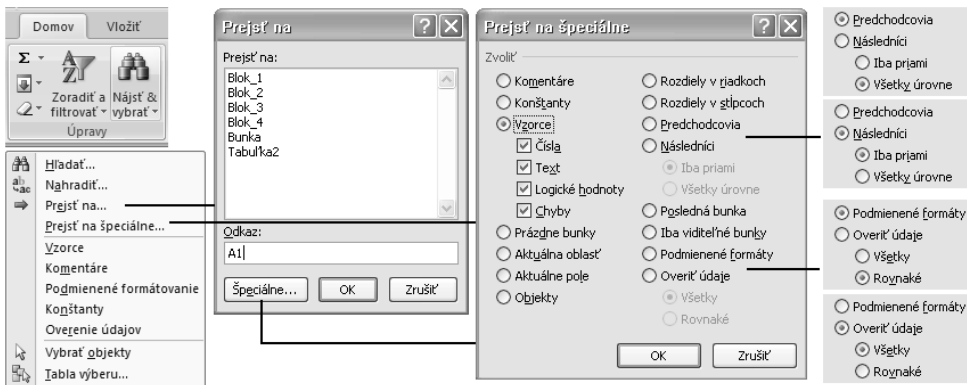 Domov Vložiť
Σ
A
Z
Zoradiť a filtrovať
Nájsť & vybrať
Úpravy
Hľadať...
Nahradiť...
Prejsť na...
Prejsť na špeciálne...
Vzorce
Komentáre
Podmienené formátovanie
Konštanty
Overenie údajov
Vybrať objekty
Tabla výberu...
Prejsť na
Prejsť na:
Blok_1
Blok_2
Blok_3
Blok_4
Bunka
Tabuľka2
Odkaz:
A1
Špeciálne... OK Zrušiť
Prejsť na špeciálne
Zvoliť
Komentáre
Konštanty
Vzorce
Čísla
Text
Logické hodnoty
Chyby
Prázdne bunky
Aktuálna oblasť
Aktuálne pole
Objekty
Rozdiely v riadkoch
Rozdiely v stĺpcoch
Predchodcovia
Následníci
Iba priami
Všetky úrovne
Posledná bunka
Iba viditeľné bunky
Podmienené formáty
Overiť údaje
Všetky
Rovnaké
OK Zrušiť
Predchodcovia
Následníci
Iba priami
Všetky úrovne
Predchodcovia
Následníci
Iba priami
Všetky úrovne
Podmienené formáty
Overiť údaje
Všetky
Rovnaké
Podmienené formáty
Overiť údaje
Všetky
Rovnaké